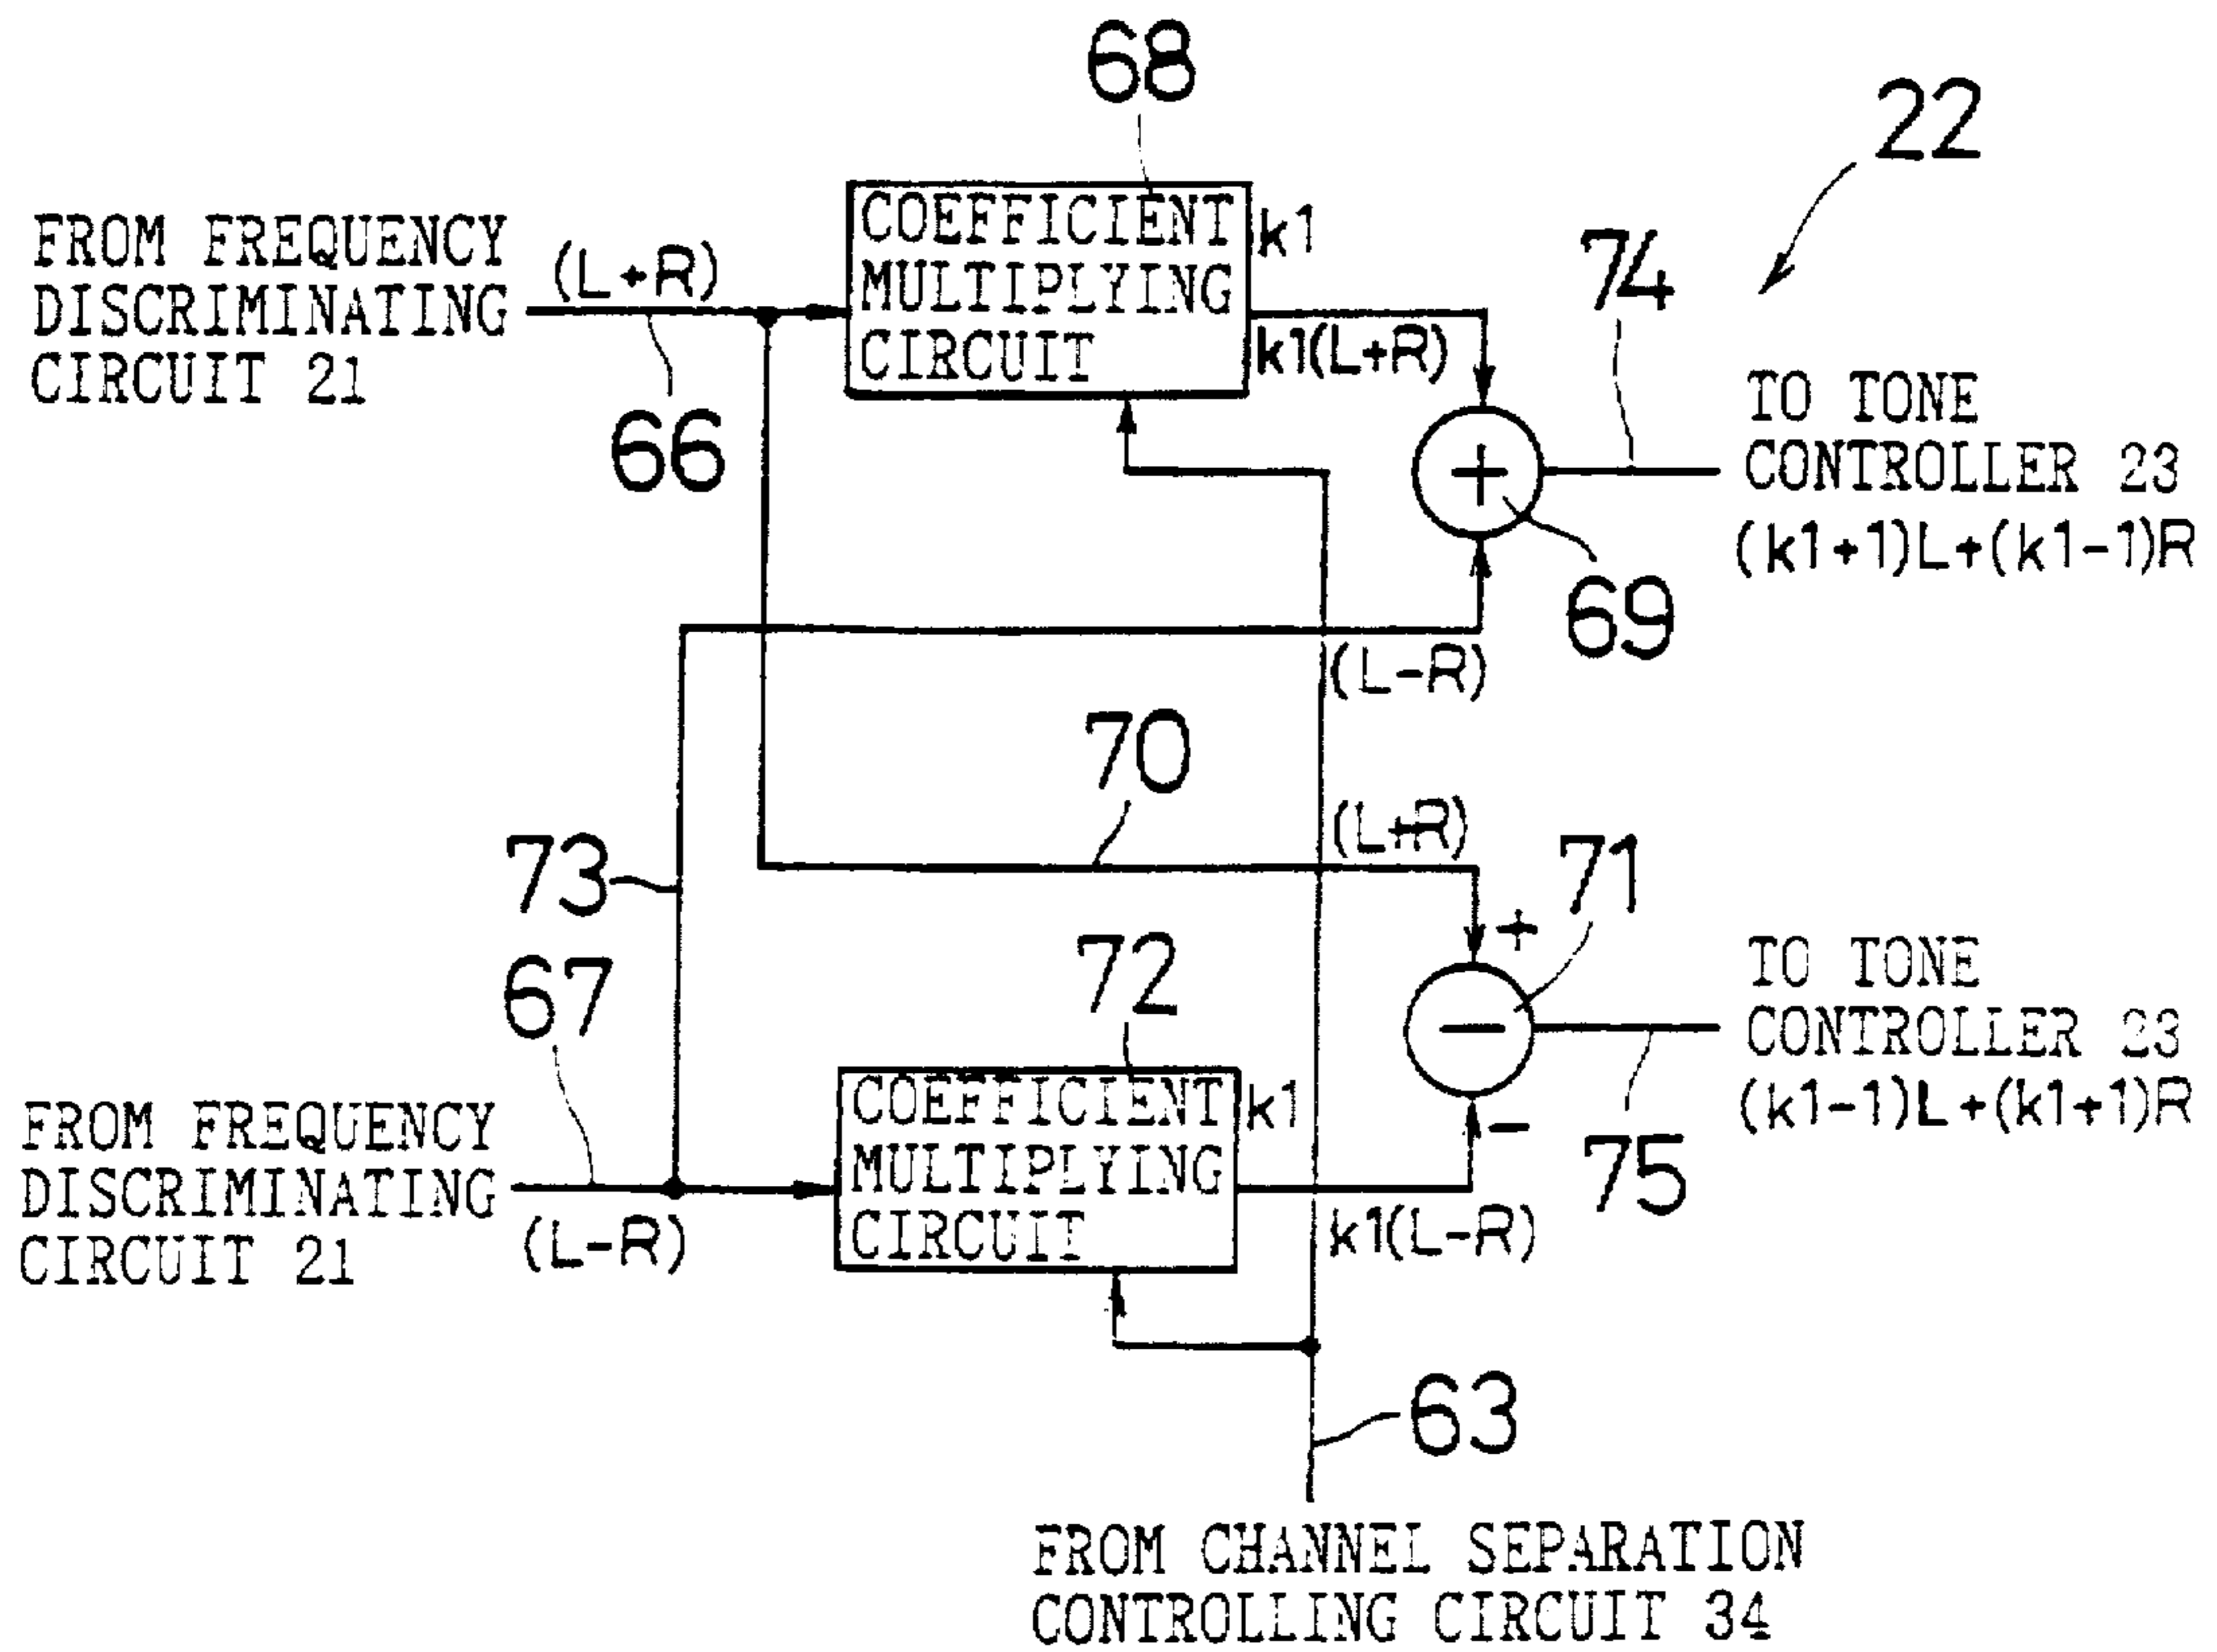 68
22
FROM FREQUENCY
DISCRIMINATING
CIRCUIT 21
(L+R)
66
COEFFICIENT
MULTIPLYING
CIRCUIT
k1
k1(L+R)
74
TO TONE
CONTROLLER 23
(k1+1)L+(k1-1)R
+
69
(L-R)
70
(L+R)
73
71
+
67
72
−
TO TONE
CONTROLLER 23
(k1-1)L+(k1+1)R
FROM FREQUENCY
DISCRIMINATING
CIRCUIT 21
(L-R)
COEFFICIENT
MULTIPLYING
CIRCUIT
k1
-
75
k1(L-R)
63
FROM CHANNEL SEPARATION
CONTROLLING CIRCUIT 34